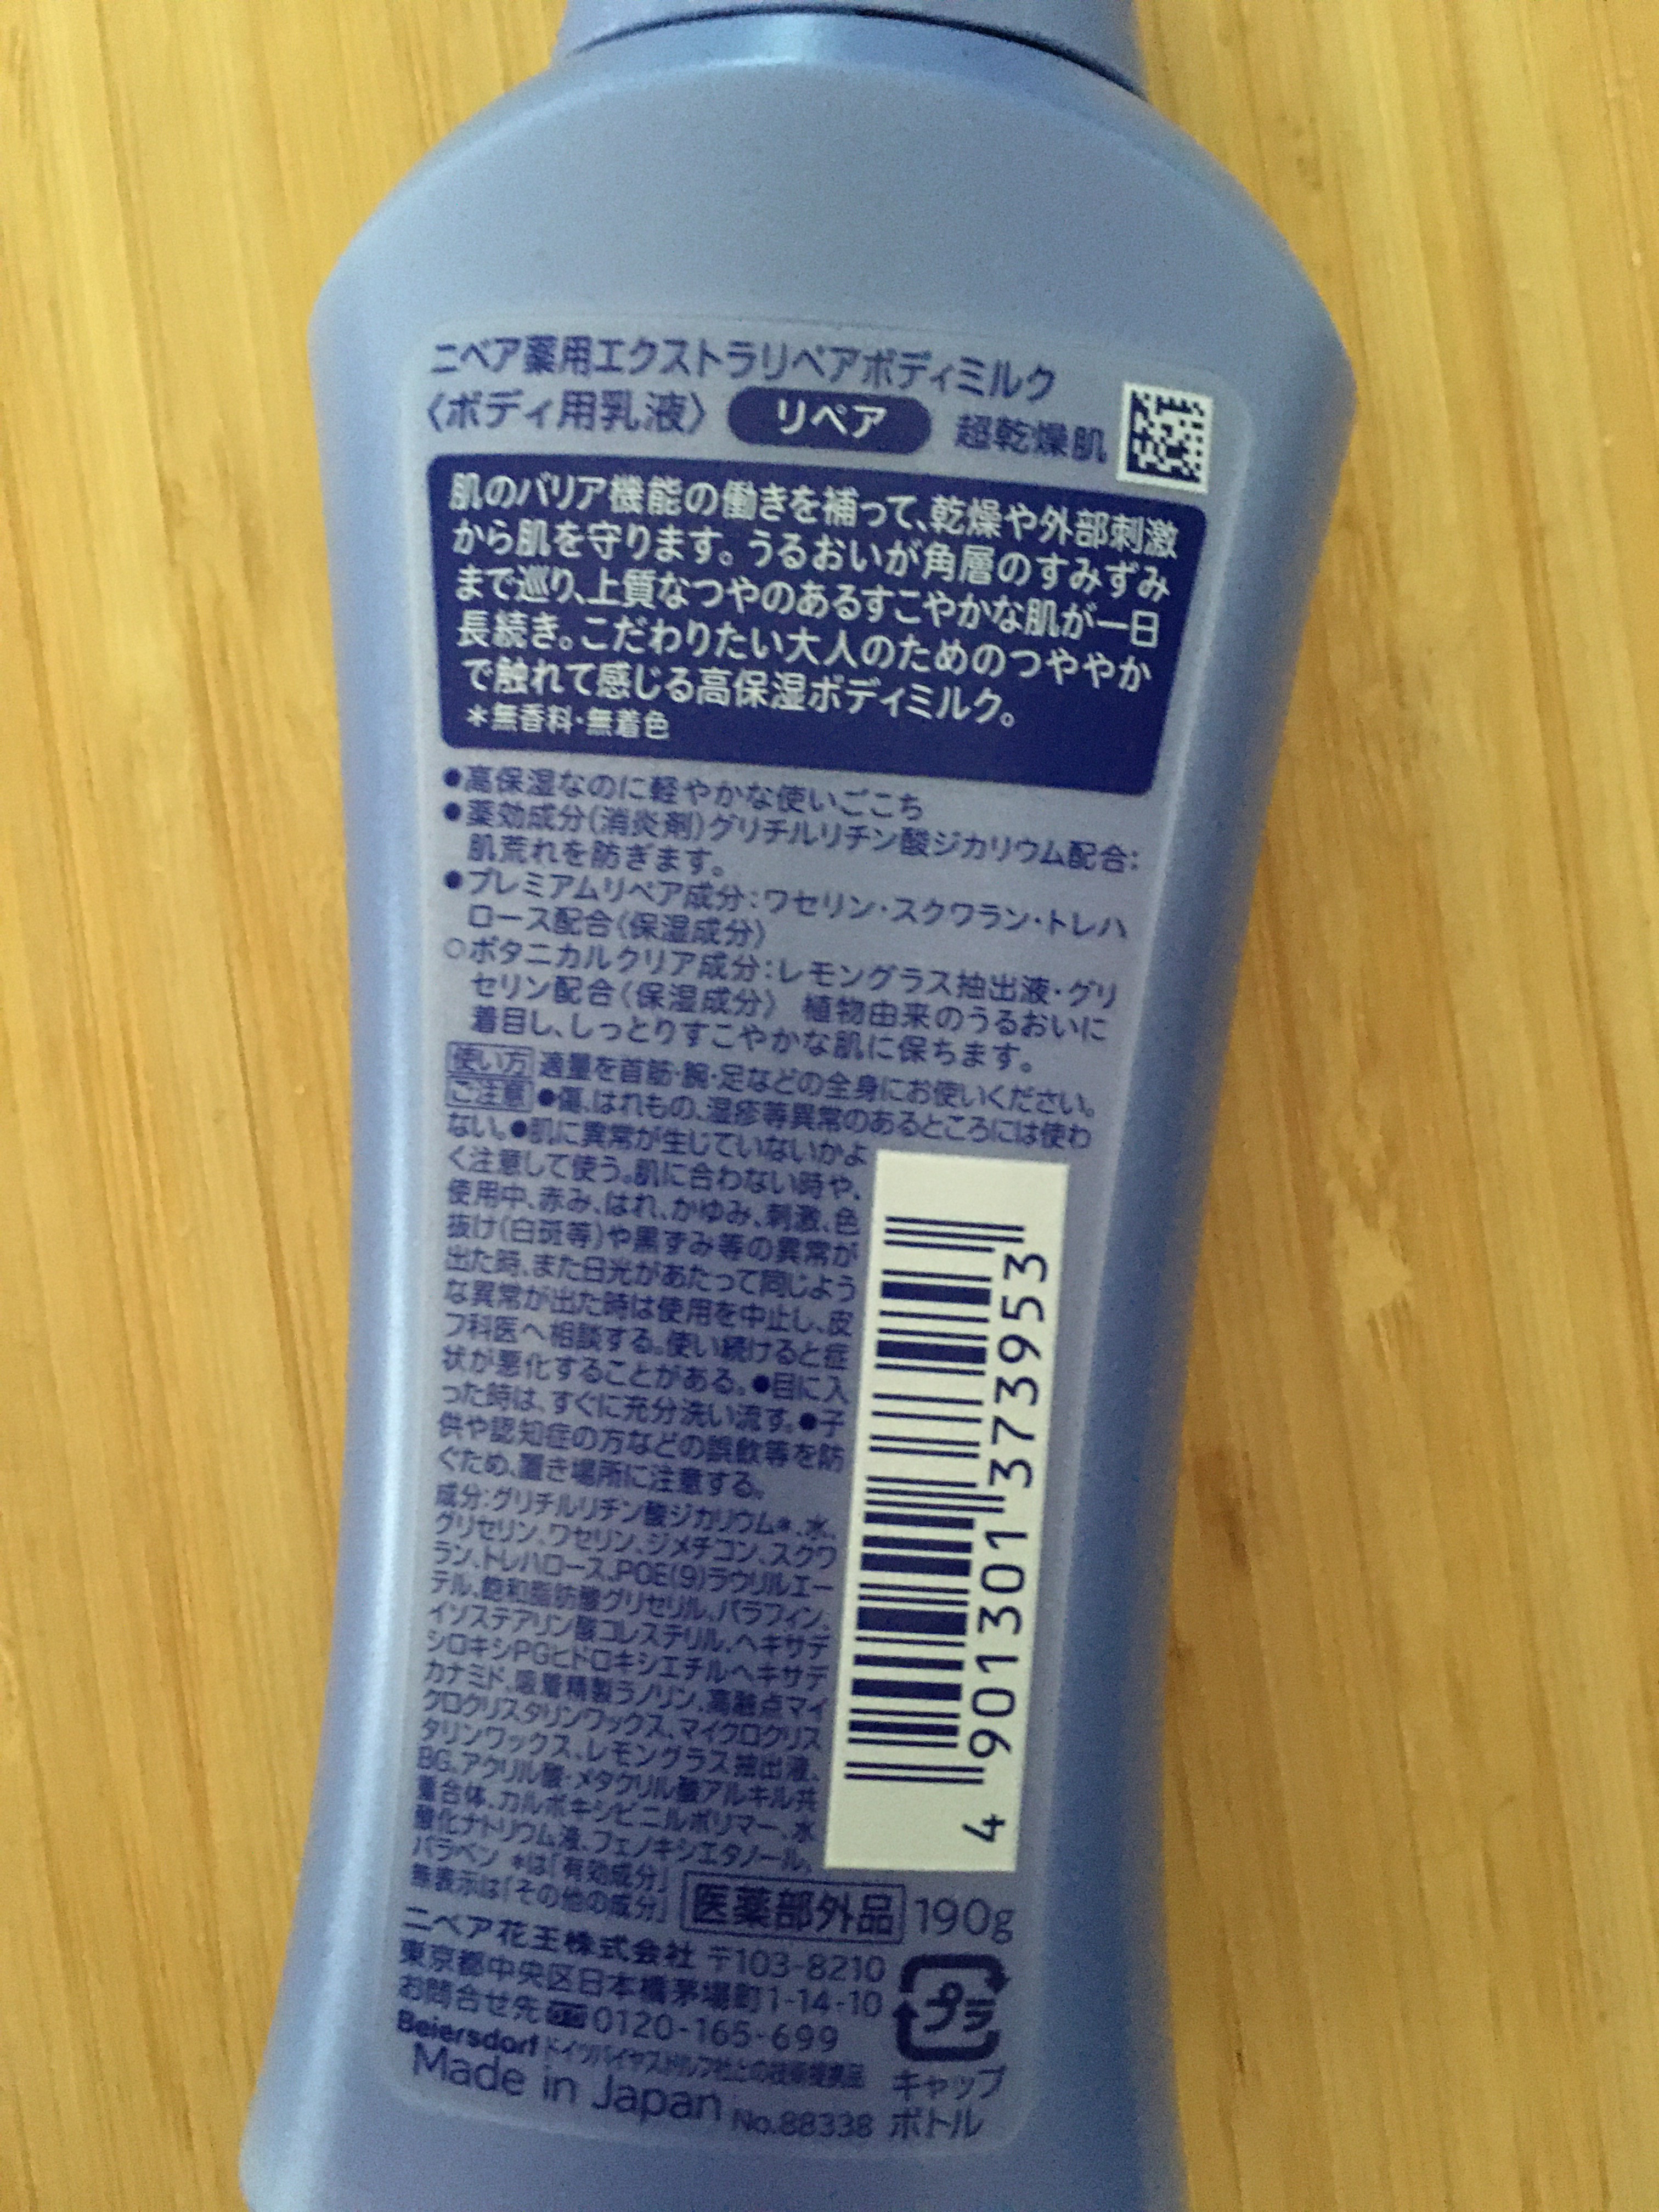 ニベア薬用エクストラリペアボディミルク
〈ボディ用乳液〉 リペア 超乾燥肌
肌のバリア機能の働きを補って、乾燥や外部刺激
から肌を守ります。うるおいが角層のすみずみ
まで巡り、上質なつやのあるすこやかな肌が一日
長続き。こだわりたい大人のためのつややか
で触れて感じる高保湿ボディミルク。
*無香料・無着色
●高保湿なのに軽やかな使いごこち
●薬効成分(消炎剤)グリチルリチン酸ジカリウム配合:
肌荒れを防ぎます。
●プレミアムリペア成分:ワセリン・スクワラン・トレハ
ロース配合(保湿成分)
○ボタニカルクリア成分:レモングラス抽出液・グリ
セリン配合〈保湿成分〉 植物由来のうるおいに
着目し、しっとりすこやかな肌に保ちます。
使い方 適量を首筋・腕・足などの全身にお使いください。
ご注意 ●傷、はれもの、湿疹等異常のあるところには使わ
ない。●肌に異常が生じていないかよ
く注意して使う。肌に合わない時や、
使用中、赤み、はれ、かゆみ、刺激、色
抜け(白斑等)や黒ずみ等の異常が
出た時、また日光があたって同じよう
な異常が出た時は使用を中止し、皮
フ科医へ相談する。使い続けると症
状が悪化することがある。●目に入
った時は、すぐに充分洗い流す。●子
供や認知症の方などの誤飲等を防
ぐため、置き場所に注意する。
成分:グリチルリチン酸ジカリウム*、水、
グリセリン、ワセリン、ジメチコン、スクワ
ラン、トレハロース、POE(9)ラウリルエー
テル、飽和脂肪酸グリセリル、パラフィン、
イソステアリン酸コレステリル、ヘキサデ
シロキシPGヒドロキシエチルヘキサデ
カナミド、吸着精製ラノリン、高融点マイ
クロクリスタリンワックス、マイクロクリス
タリンワックス、レモングラス抽出液、
BG、アクリル酸・メタクリル酸アルキル共
重合体、カルボキシビニルポリマー、水
酸化ナトリウム液、フェノキシエタノール、
パラベン *は「有効成分」
無表示は「その他の成分」
医薬部外品 190g
4 901301 373953
ニベア花王株式会社 〒103-8210
東京都中央区日本橋茅場町1-14-10
お問合せ先 0120-165-699
Beiersdorf ドイツバイヤスドルフ社との技術提携品
Made in Japan No.88338
プラ
キャップ
ボトル